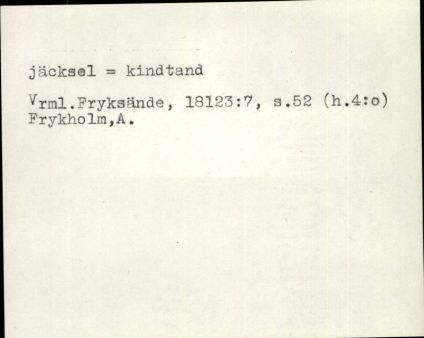 jäcksel = kindtand
Vrml.Fryksände, 18123:7, s.52 (h.4:o)
Frykholm,A.